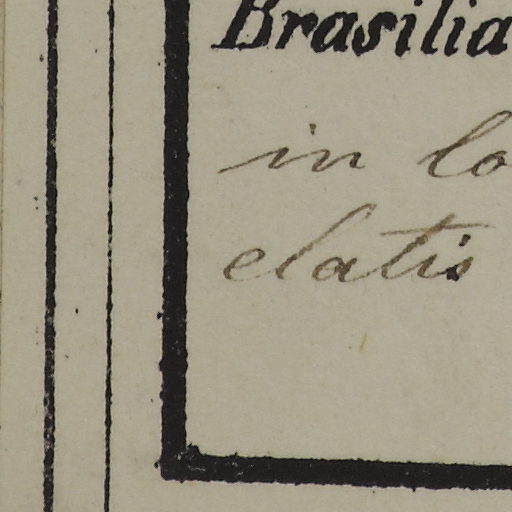 Brasilia
in lo
elatis